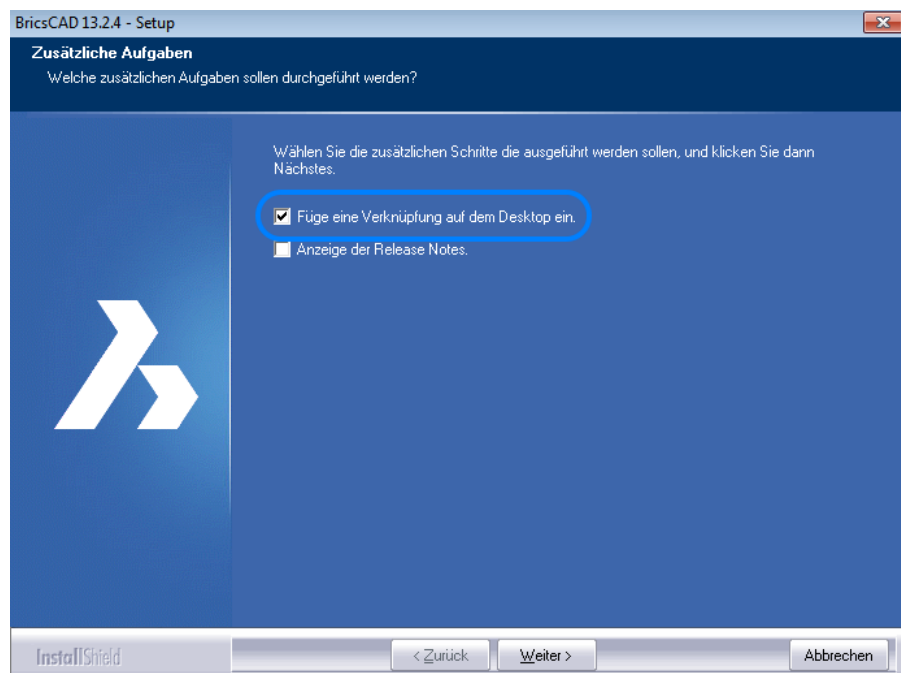 BricsCAD 13.2.4 - Setup
Zusätzliche Aufgaben
Welche zusätzlichen Aufgaben sollen durchgeführt werden?
Wählen Sie die zusätzlichen Schritte die ausgeführt werden sollen, und klicken Sie dann
Nächstes.
Füge eine Verknüpfung auf dem Desktop ein.
Anzeige der Release Notes.
InstallShield
< Zurück Weiter > Abbrechen